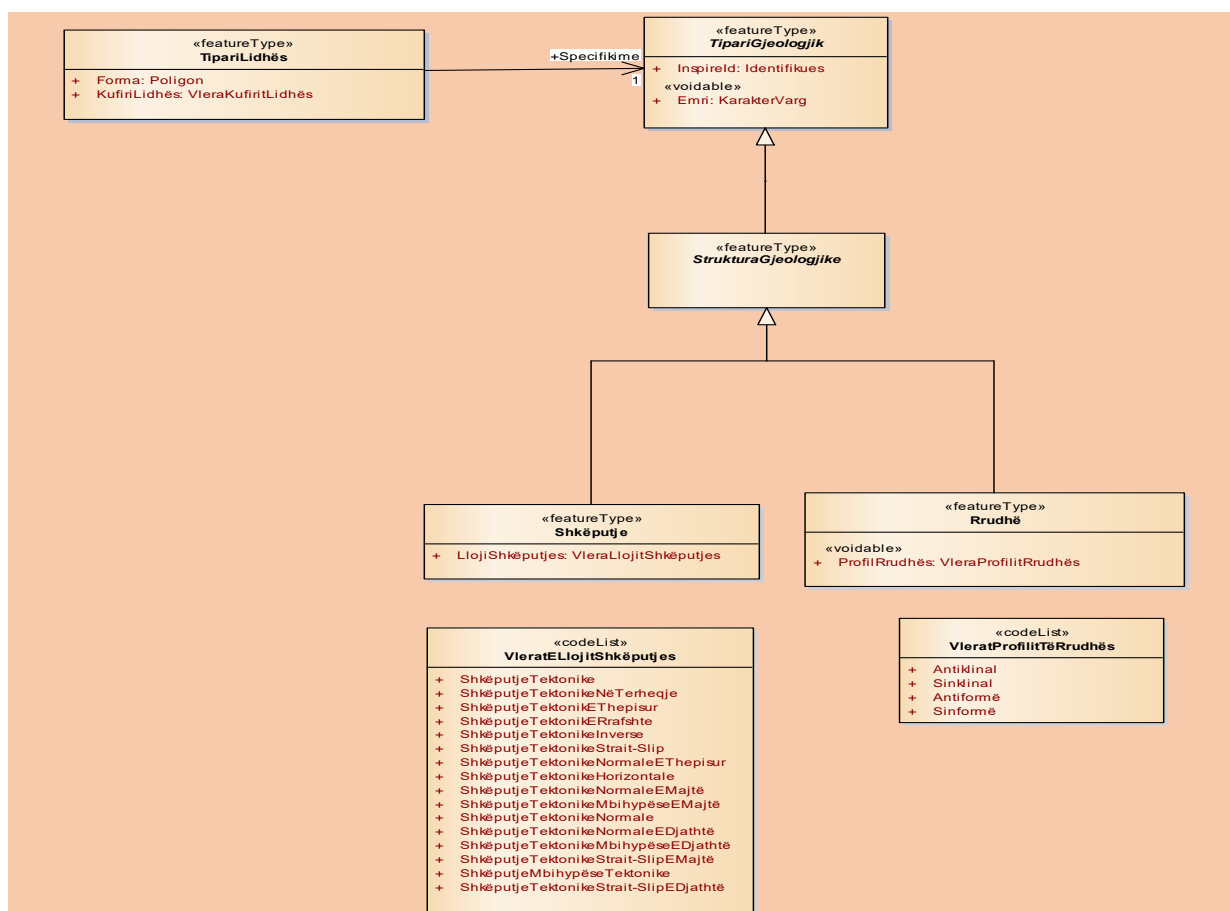 «featureType»
TipariLidhës
+ Forma: Poligon
+ KufiriLidhës: VleraKufiritLidhës
+Specifikime
1
«featureType»
TipariGjeologjik
+ InspireId: Identifikues
«voidable»
+ Emri: KarakterVarg
«featureType»
StrukturaGjeologjike
«featureType»
Shkëputje
+ LlojiShkëputjes: VleraLlojitShkëputjes
«featureType»
Rrudhë
«voidable»
+ ProfilRrudhës: VleraProfilitRrudhës
«codeList»
VleratELlojitShkëputjes
+ ShkëputjeTektonike
+ ShkëputjeTektonikeNëTerheqje
+ ShkëputjeTektonikEThepisur
+ ShkëputjeTektonikERrafshte
+ ShkëputjeTektonikeInverse
+ ShkëputjeTektonikeStrait-Slip
+ ShkëputjeTektonikeNormaleEThepisur
+ ShkëputjeTektonikeHorizontale
+ ShkëputjeTektonikeNormaleEMajtë
+ ShkëputjeTektonikeMbihypëseEMajtë
+ ShkëputjeTektonikeNormale
+ ShkëputjeTektonikeNormaleEDjathtë
+ ShkëputjeTektonikeMbihypëseEDjathtë
+ ShkëputjeTektonikeStrait-SlipEMajtë
+ ShkëputjeMbihypëseTektonike
+ ShkëputjeTektonikeStrait-SlipEDjathtë
«codeList»
VleratProfilitTëRrudhës
+ Antiklinal
+ Sinklinal
+ Antiformë
+ Sinformë